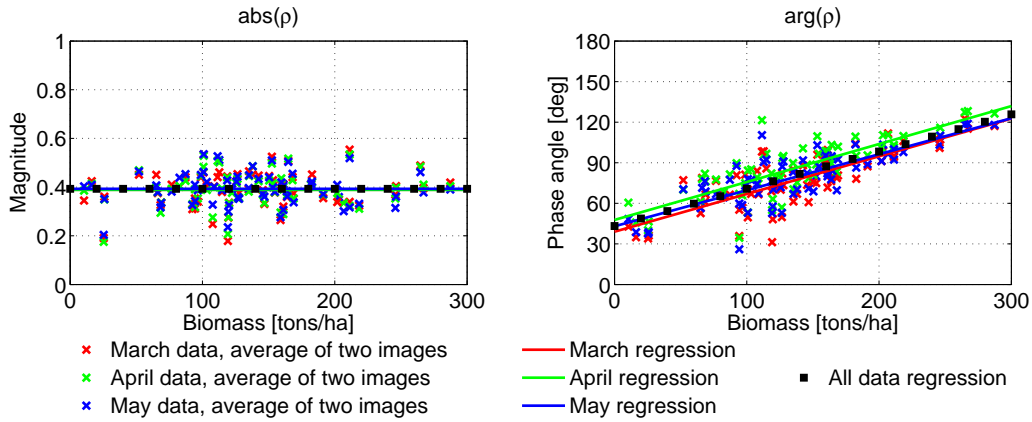 abs(ρ)
1
0.8
0.6
0.4
0.2
0
0 100 200 300
Magnitude
Biomass [tons/ha]
arg(ρ)
180
150
120
90
60
30
0
0 100 200 300
Phase angle [deg]
Biomass [tons/ha]
March data, average of two images
April data, average of two images
May data, average of two images
March regression
April regression
May regression
All data regression